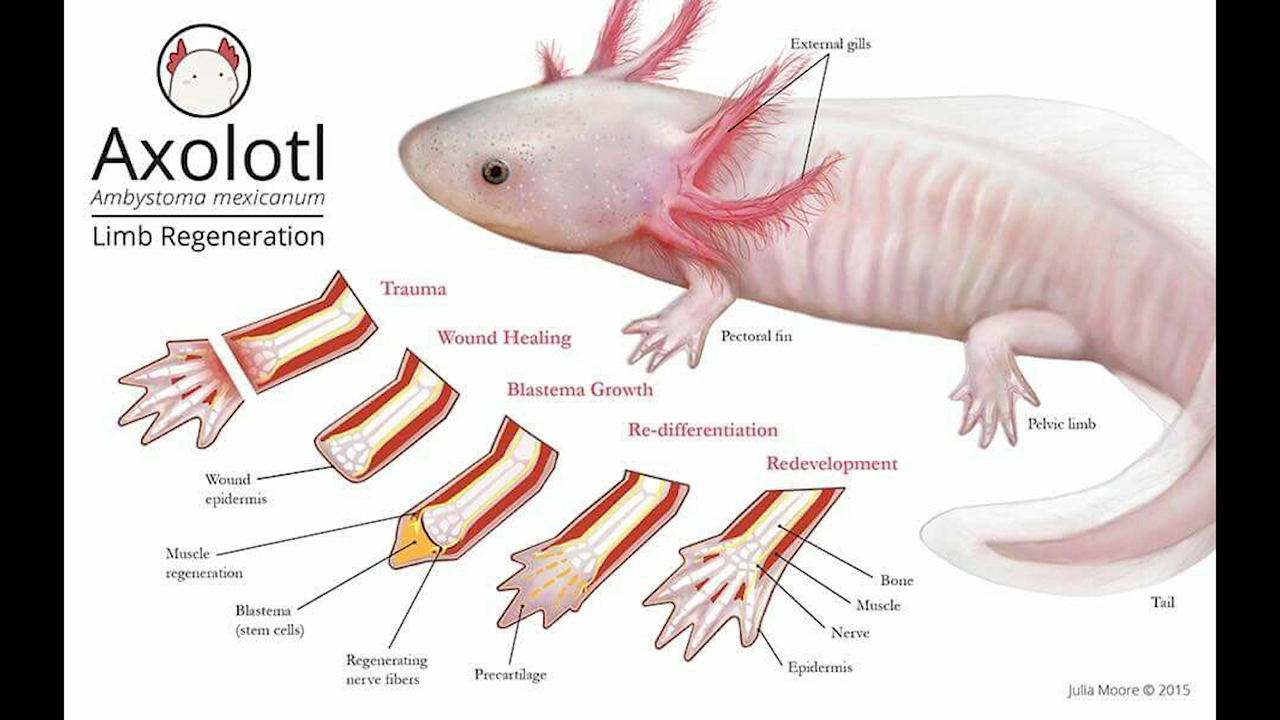 Axolotl
Ambystoma mexicanum
Limb Regeneration
External gills
Pectoral fin
Pelvic limb
Tail
Trauma
Wound Healing
Blastema Growth
Re-differentiation
Redevelopment
Wound
epidermis
Muscle
regeneration
Blastema
(stem cells)
Regenerating
nerve fibers
Precartilage
Bone
Muscle
Nerve
Epidermis
Julia Moore © 2015